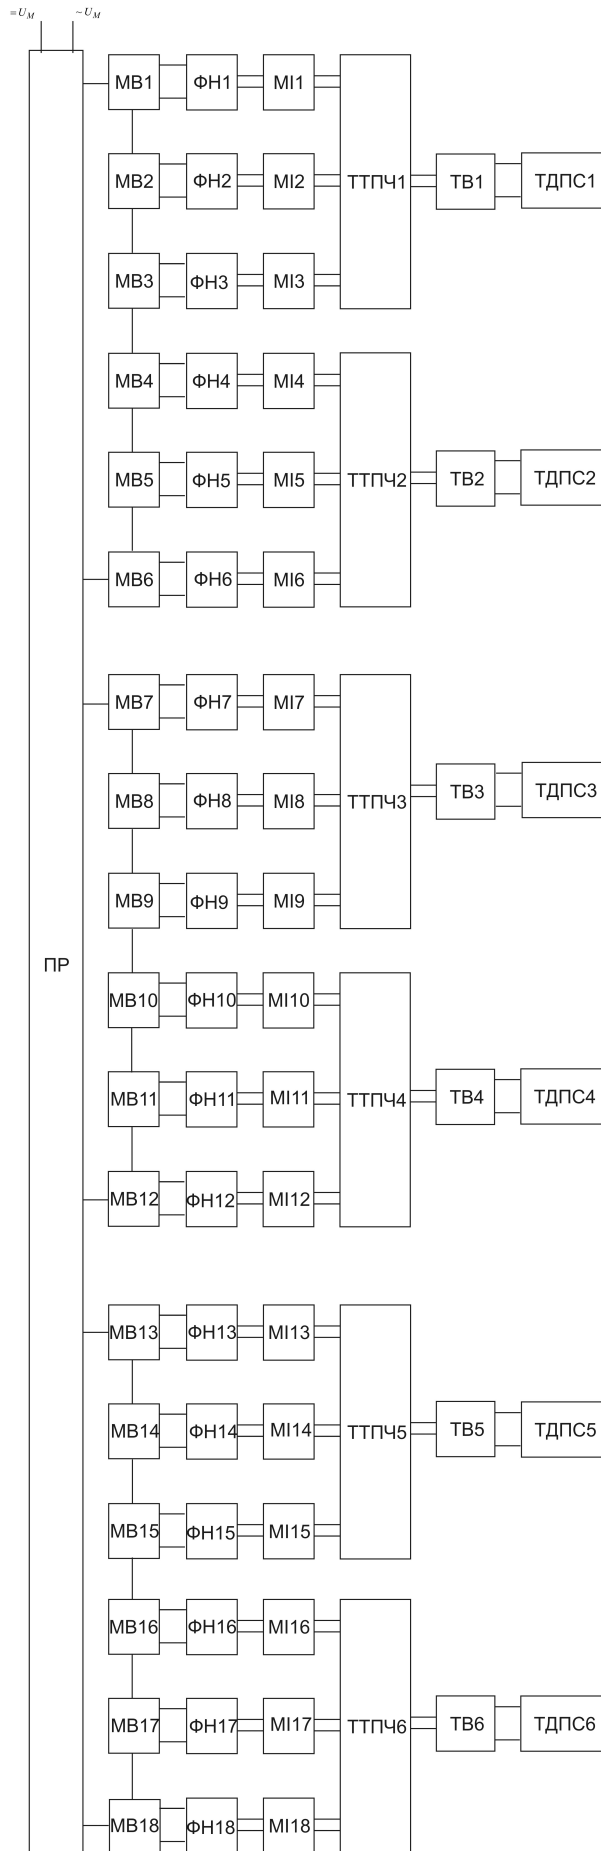 =U_M ~U_M
МВ1 ФН1 МІ1
МВ2 ФН2 МІ2 ТТПЧ1 ТВ1 ТДПС1
МВ3 ФН3 МІ3
МВ4 ФН4 МІ4
МВ5 ФН5 МІ5 ТТПЧ2 ТВ2 ТДПС2
МВ6 ФН6 МІ6
МВ7 ФН7 МІ7
МВ8 ФН8 МІ8 ТТПЧ3 ТВ3 ТДПС3
МВ9 ФН9 МІ9
ПР
МВ10 ФН10 МІ10
МВ11 ФН11 МІ11 ТТПЧ4 ТВ4 ТДПС4
МВ12 ФН12 МІ12
МВ13 ФН13 МІ13
МВ14 ФН14 МІ14 ТТПЧ5 ТВ5 ТДПС5
МВ15 ФН15 МІ15
МВ16 ФН16 МІ16
МВ17 ФН17 МІ17 ТТПЧ6 ТВ6 ТДПС6
МВ18 ФН18 МІ18